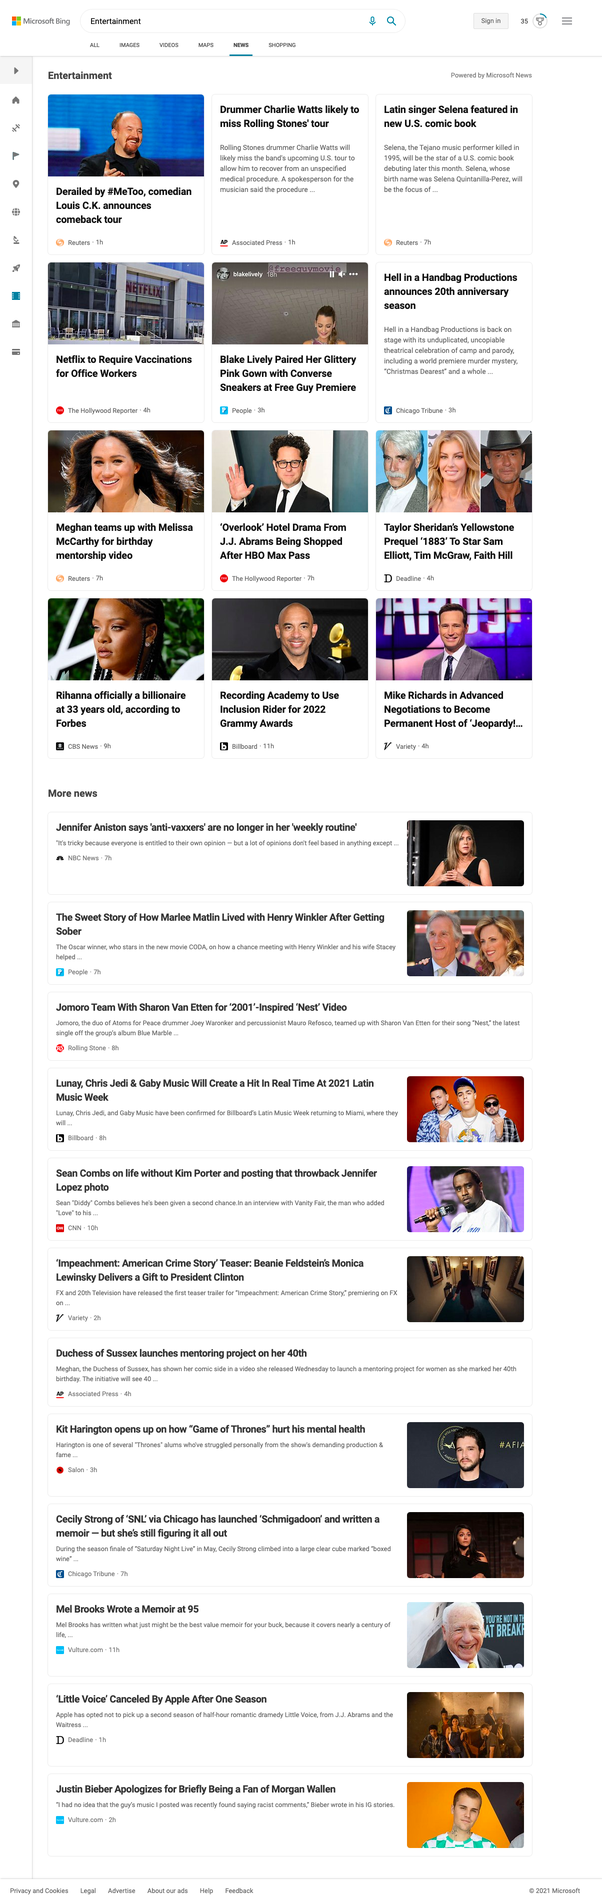 Microsoft Bing
Entertainment
Sign in
35
ALL
IMAGES
VIDEOS
MAPS
NEWS
SHOPPING
Entertainment
Powered by Microsoft News
Derailed by #MeToo, comedian
Louis C.K. announces
comeback tour
Reuters · 1h
Drummer Charlie Watts likely to
miss Rolling Stones' tour
Rolling Stones drummer Charlie Watts will
likely miss the band's upcoming U.S. tour to
allow him to recover from an unspecified
medical procedure. A spokesperson for the
musician said the procedure ...
AP Associated Press · 1h
Latin singer Selena featured in
new U.S. comic book
Selena, the Tejano music performer killed in
1995, will be the star of a U.S. comic book
debuting later this month. Selena, whose
birth name was Selena Quintanilla-Perez, will
be the focus of ...
Reuters · 7h
NETFLIX
Netflix to Require Vaccinations
for Office Workers
The Hollywood Reporter · 4h
#freeguymovie
blakelively 18h
Blake Lively Paired Her Glittery
Pink Gown with Converse
Sneakers at Free Guy Premiere
People · 3h
Hell in a Handbag Productions
announces 20th anniversary
season
Hell in a Handbag Productions is back on
stage with its unduplicated, uncopiable
theatrical celebration of camp and parody,
including a world premiere murder mystery,
"Christmas Dearest" and a whole ...
Chicago Tribune · 3h
Meghan teams up with Melissa
McCarthy for birthday
mentorship video
Reuters · 7h
'Overlook' Hotel Drama From
J.J. Abrams Being Shopped
After HBO Max Pass
The Hollywood Reporter · 7h
Taylor Sheridan's Yellowstone
Prequel '1883' To Star Sam
Elliott, Tim McGraw, Faith Hill
Deadline · 4h
Rihanna officially a billionaire
at 33 years old, according to
Forbes
CBS News · 9h
Recording Academy to Use
Inclusion Rider for 2022
Grammy Awards
Billboard · 11h
Mike Richards in Advanced
Negotiations to Become
Permanent Host of 'Jeopardy!...
Variety · 4h
More news
Jennifer Aniston says 'anti-vaxxers' are no longer in her 'weekly routine'
"It's tricky because everyone is entitled to their own opinion — but a lot of opinions don't feel based in anything except ...
NBC News · 7h
The Sweet Story of How Marlee Matlin Lived with Henry Winkler After Getting
Sober
The Oscar winner, who stars in the new movie CODA, on how a chance meeting with Henry Winkler and his wife Stacey
helped ...
People · 7h
Jomoro Team With Sharon Van Etten for '2001'-Inspired 'Nest' Video
Jomoro, the duo of Atoms for Peace drummer Joey Waronker and percussionist Mauro Refosco, teamed up with Sharon Van Etten for their song "Nest," the latest
single off the group's album Blue Marble ...
Rolling Stone · 8h
Lunay, Chris Jedi & Gaby Music Will Create a Hit In Real Time At 2021 Latin
Music Week
Lunay, Chris Jedi, and Gaby Music have been confirmed for Billboard's Latin Music Week returning to Miami, where they
will ...
Billboard · 8h
Sean Combs on life without Kim Porter and posting that throwback Jennifer
Lopez photo
Sean "Diddy" Combs believes he's been given a second chance.In an interview with Vanity Fair, the man who added
"Love" to his ...
CNN · 10h
'Impeachment: American Crime Story' Teaser: Beanie Feldstein's Monica
Lewinsky Delivers a Gift to President Clinton
FX and 20th Television have released the first teaser trailer for "Impeachment: American Crime Story," premiering on FX
on ...
Variety · 2h
Duchess of Sussex launches mentoring project on her 40th
Meghan, the Duchess of Sussex, has shown her comic side in a video she released Wednesday to launch a mentoring project for women as she marked her 40th
birthday. The initiative will see 40 ...
AP Associated Press · 4h
Kit Harington opens up on how "Game of Thrones" hurt his mental health
Harington is one of several "Thrones" alums who've struggled personally from the show's demanding production &
fame ...
Salon · 3h
#AFIA
Cecily Strong of 'SNL' via Chicago has launched 'Schmigadoon' and written a
memoir — but she's still figuring it all out
During the season finale of "Saturday Night Live" in May, Cecily Strong climbed into a large clear cube marked "boxed
wine" ...
Chicago Tribune · 7h
Mel Brooks Wrote a Memoir at 95
Mel Brooks has written what just might be the best value memoir for your buck, because it covers nearly a century of
life, ...
Vulture.com · 11h
YOU'RE NOT IN TH
AT BREAKF
'Little Voice' Canceled By Apple After One Season
Apple has opted not to pick up a second season of half-hour romantic dramedy Little Voice, from J.J. Abrams and the
Waitress ...
Deadline · 1h
Justin Bieber Apologizes for Briefly Being a Fan of Morgan Wallen
"I had no idea that the guy's music I posted was recently found saying racist comments," Bieber wrote in his IG stories.
Vulture.com · 2h
Privacy and Cookies
Legal
Advertise
About our ads
Help
Feedback
© 2021 Microsoft